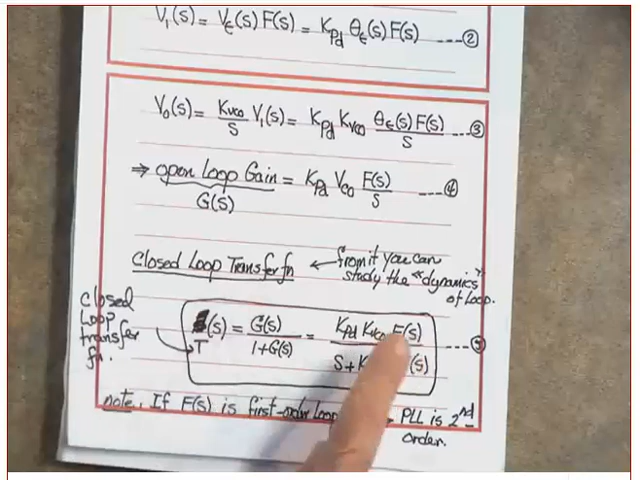 V₁(s) = Vε(s) F(s) = Kpd θε(s) F(s) ----②
V₀(s) = Kvco/s V₁(s) = Kpd Kvco θε(s) F(s)/s ---③
⇒ open Loop Gain = Kpd Vco F(s)/s ---④
G(s)
Closed Loop Transfer fn ← from it you can
study the "dynamics"
of Loop.
Closed
Loop
transfer
fn.
T(s) = G(s)/1+G(s) = Kpd Kvco F(s)/s+K (s) ---⑤
note. If F(s) is first-order Loop PLL is 2nd
order.